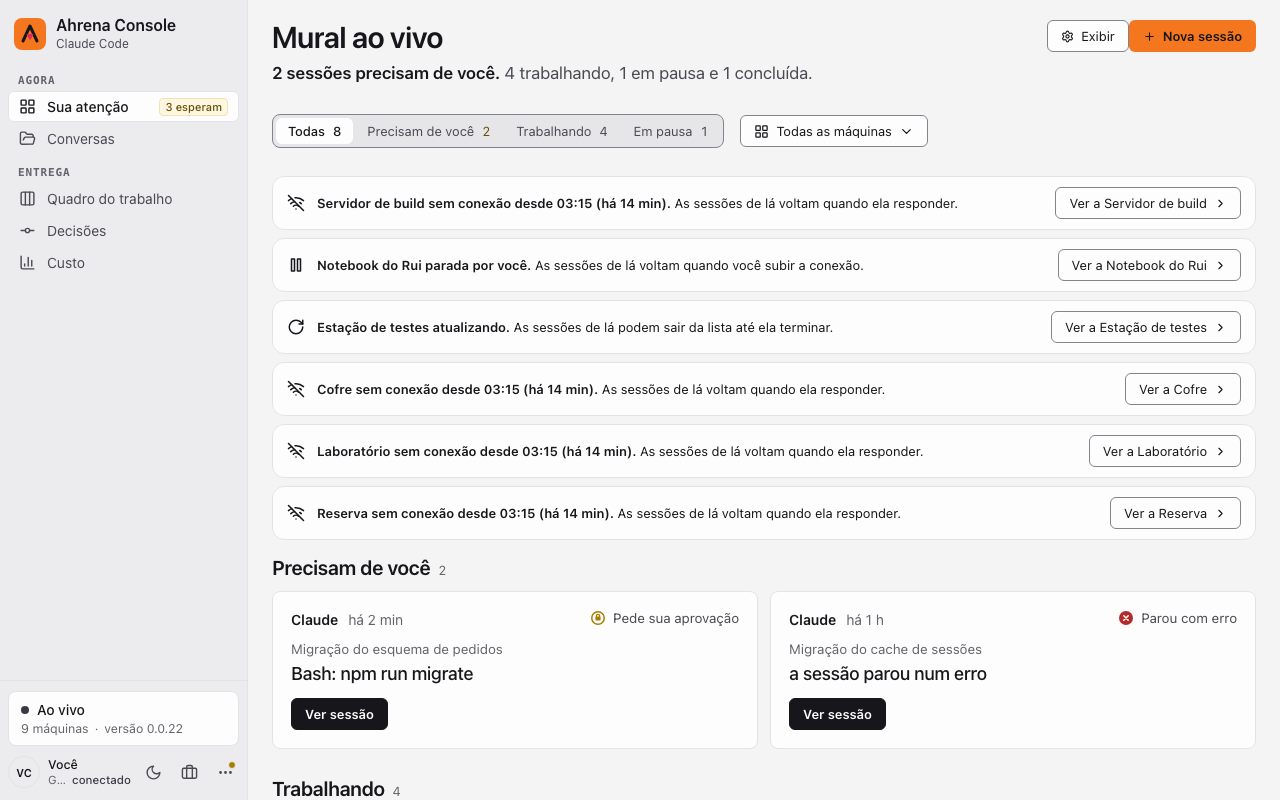 Ahrena Console
Claude Code
AGORA
Sua atenção 3 esperam
Conversas
ENTREGA
Quadro do trabalho
Decisões
Custo
Ao vivo
9 máquinas · versão 0.0.22
VC Você
G... conectado
Mural ao vivo
Exibir
+ Nova sessão
2 sessões precisam de você. 4 trabalhando, 1 em pausa e 1 concluída.
Todas 8 Precisam de você 2 Trabalhando 4 Em pausa 1 Todas as máquinas
Servidor de build sem conexão desde 03:15 (há 14 min). As sessões de lá voltam quando ela responder. Ver a Servidor de build
Notebook do Rui parada por você. As sessões de lá voltam quando você subir a conexão. Ver a Notebook do Rui
Estação de testes atualizando. As sessões de lá podem sair da lista até ela terminar. Ver a Estação de testes
Cofre sem conexão desde 03:15 (há 14 min). As sessões de lá voltam quando ela responder. Ver a Cofre
Laboratório sem conexão desde 03:15 (há 14 min). As sessões de lá voltam quando ela responder. Ver a Laboratório
Reserva sem conexão desde 03:15 (há 14 min). As sessões de lá voltam quando ela responder. Ver a Reserva
Precisam de você 2
Claude há 2 min Pede sua aprovação
Migração do esquema de pedidos
Bash: npm run migrate
Ver sessão
Claude há 1 h Parou com erro
Migração do cache de sessões
a sessão parou num erro
Ver sessão
Trabalhando 4